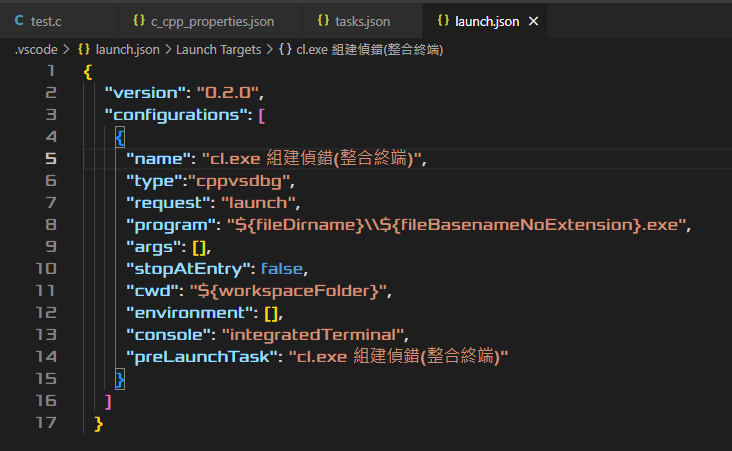 C test.c {} c_cpp_properties.json {} tasks.json {} launch.json ×
.vscode > {} launch.json > Launch Targets > {} cl.exe 組建偵錯(整合終端)
1 {
2 "version": "0.2.0",
3 "configurations": [
4 {
5 "name": "cl.exe 組建偵錯(整合終端)",
6 "type":"cppvsdbg",
7 "request": "launch",
8 "program": "${fileDirname}\\${fileBasenameNoExtension}.exe",
9 "args": [],
10 "stopAtEntry": false,
11 "cwd": "${workspaceFolder}",
12 "environment": [],
13 "console": "integratedTerminal",
14 "preLaunchTask": "cl.exe 組建偵錯(整合終端)"
15 }
16 ]
17 }